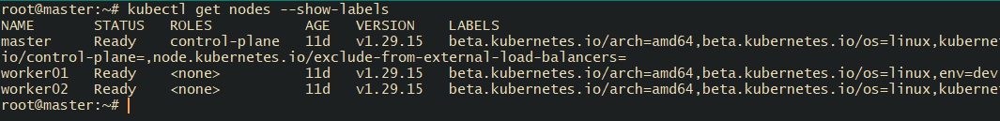 root@master:~# kubectl get nodes --show-labels
NAME STATUS ROLES AGE VERSION LABELS
master Ready control-plane 11d v1.29.15 beta.kubernetes.io/arch=amd64,beta.kubernetes.io/os=linux,kuberne
io/control-plane=,node.kubernetes.io/exclude-from-external-load-balancers=
worker01 Ready <none> 11d v1.29.15 beta.kubernetes.io/arch=amd64,beta.kubernetes.io/os=linux,env=dev
worker02 Ready <none> 11d v1.29.15 beta.kubernetes.io/arch=amd64,beta.kubernetes.io/os=linux,kuberne
root@master:~#